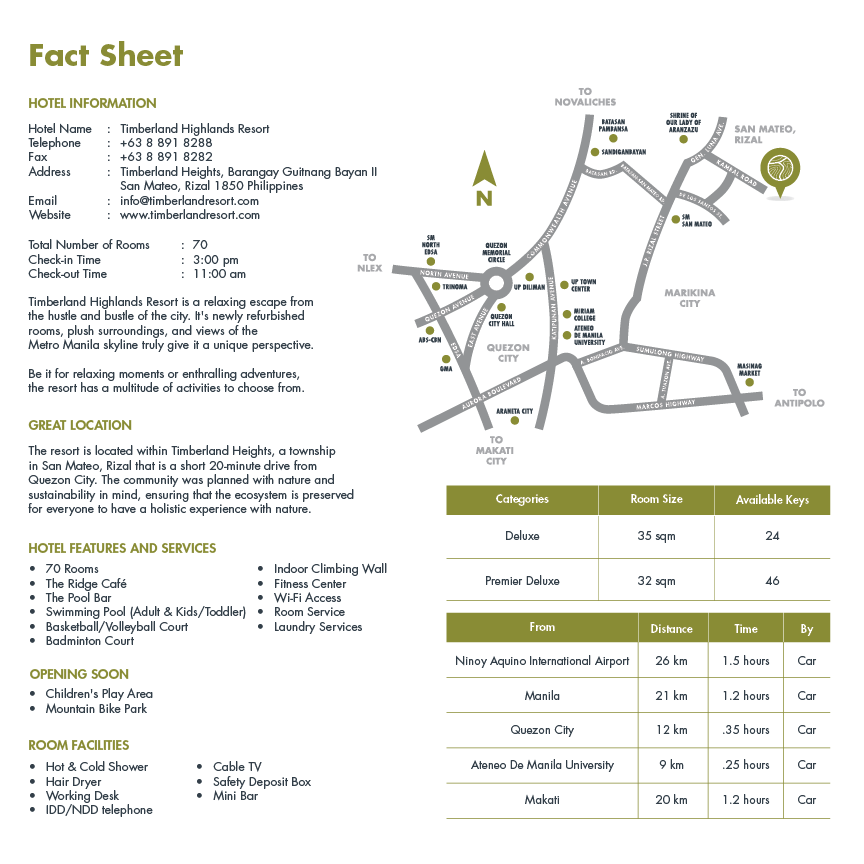 Fact Sheet
HOTEL INFORMATION
Hotel Name : Timberland Highlands Resort
Telephone : +63 8 891 8288
Fax : +63 8 891 8282
Address : Timberland Heights, Barangay Guitnang Bayan II
San Mateo, Rizal 1850 Philippines
Email : info@timberlandresort.com
Website : www.timberlandresort.com
Total Number of Rooms : 70
Check-in Time : 3:00 pm
Check-out Time : 11:00 am
Timberland Highlands Resort is a relaxing escape from
the hustle and bustle of the city. It's newly refurbished
rooms, plush surroundings, and views of the
Metro Manila skyline truly give it a unique perspective.
Be it for relaxing moments or enthralling adventures,
the resort has a multitude of activities to choose from.
GREAT LOCATION
The resort is located within Timberland Heights, a township
in San Mateo, Rizal that is a short 20-minute drive from
Quezon City. The community was planned with nature and
sustainability in mind, ensuring that the ecosystem is preserved
for everyone to have a holistic experience with nature.
HOTEL FEATURES AND SERVICES
• 70 Rooms
• The Ridge Café
• The Pool Bar
• Swimming Pool (Adult & Kids/Toddler)
• Basketball/Volleyball Court
• Badminton Court
• Indoor Climbing Wall
• Fitness Center
• Wi-Fi Access
• Room Service
• Laundry Services
OPENING SOON
• Children's Play Area
• Mountain Bike Park
ROOM FACILITIES
• Hot & Cold Shower
• Hair Dryer
• Working Desk
• IDD/NDD telephone
• Cable TV
• Safety Deposit Box
• Mini Bar
TO
NOVALICHES
BATASAN
PAMBANSA
SANDIGANBAYAN
SHRINE OF
OUR LADY OF
ARANZAZU
GEN. LUNA AVE.
SAN MATEO,
RIZAL
KAMBAL ROAD
BATASAN RD.
BATASAN-SAN MATEO RD.
SM
SAN MATEO
N
COMMONWEALTH AVENUE
J.P. RIZAL STREET
TO
NLEX
SM
NORTH
EDSA
QUEZON
MEMORIAL
CIRCLE
NORTH AVENUE
TRINOMA
UP DILIMAN
UP TOWN
CENTER
MARIKINA
CITY
QUEZON AVENUE
ABS-CBN
EAST AVENUE
QUEZON
CITY HALL
KATIPUNAN AVENUE
MIRIAM
COLLEGE
ATENEO
DE MANILA
UNIVERSITY
EDSA
GMA
QUEZON
CITY
A. BONIFACIO AVE.
SUMULONG HIGHWAY
A. TUAZON AVE.
MASINAG
MARKET
AURORA BOULEVARD
ARANETA CITY
MARCOS HIGHWAY
TO
ANTIPOLO
TO
MAKATI
CITY
Categories Room Size Available Keys
Deluxe 35 sqm 24
Premier Deluxe 32 sqm 46
From Distance Time By
Ninoy Aquino International Airport 26 km 1.5 hours Car
Manila 21 km 1.2 hours Car
Quezon City 12 km .35 hours Car
Ateneo De Manila University 9 km .25 hours Car
Makati 20 km 1.2 hours Car